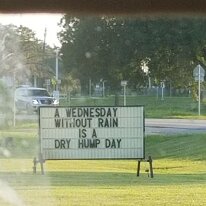 A WEDNESDAY
WITHOUT RAIN
IS A
DRY HUMP DAY